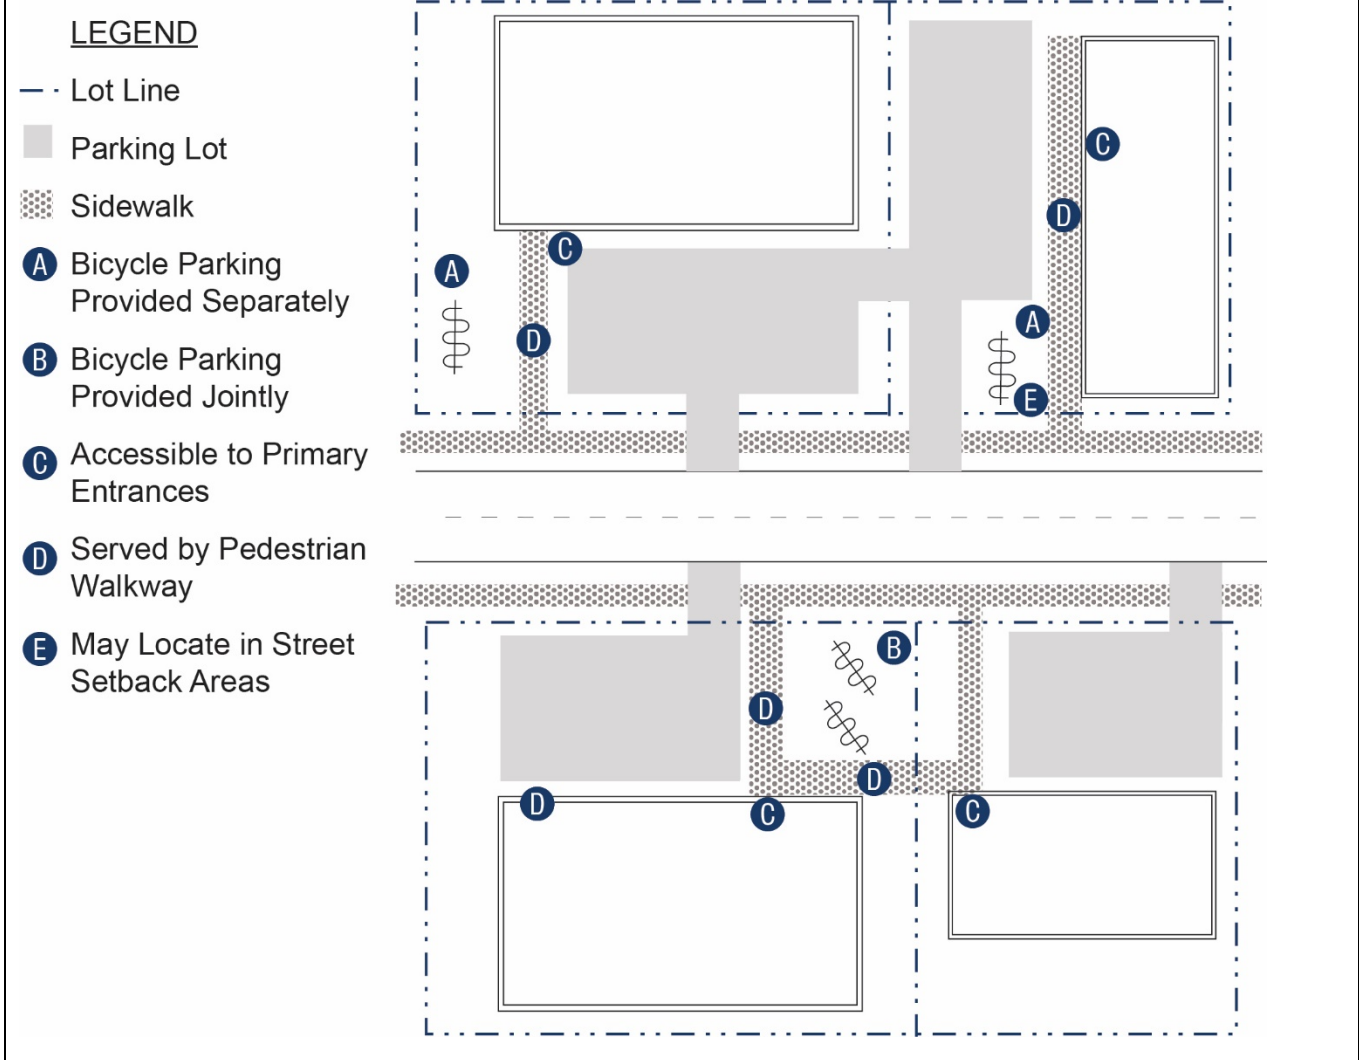 LEGEND
Lot Line
Parking Lot
Sidewalk
A Bicycle Parking
Provided Separately
B Bicycle Parking
Provided Jointly
C Accessible to Primary
Entrances
D Served by Pedestrian
Walkway
E May Locate in Street
Setback Areas
C
D
C
A
A
D
E
B
D
D
D
C
C